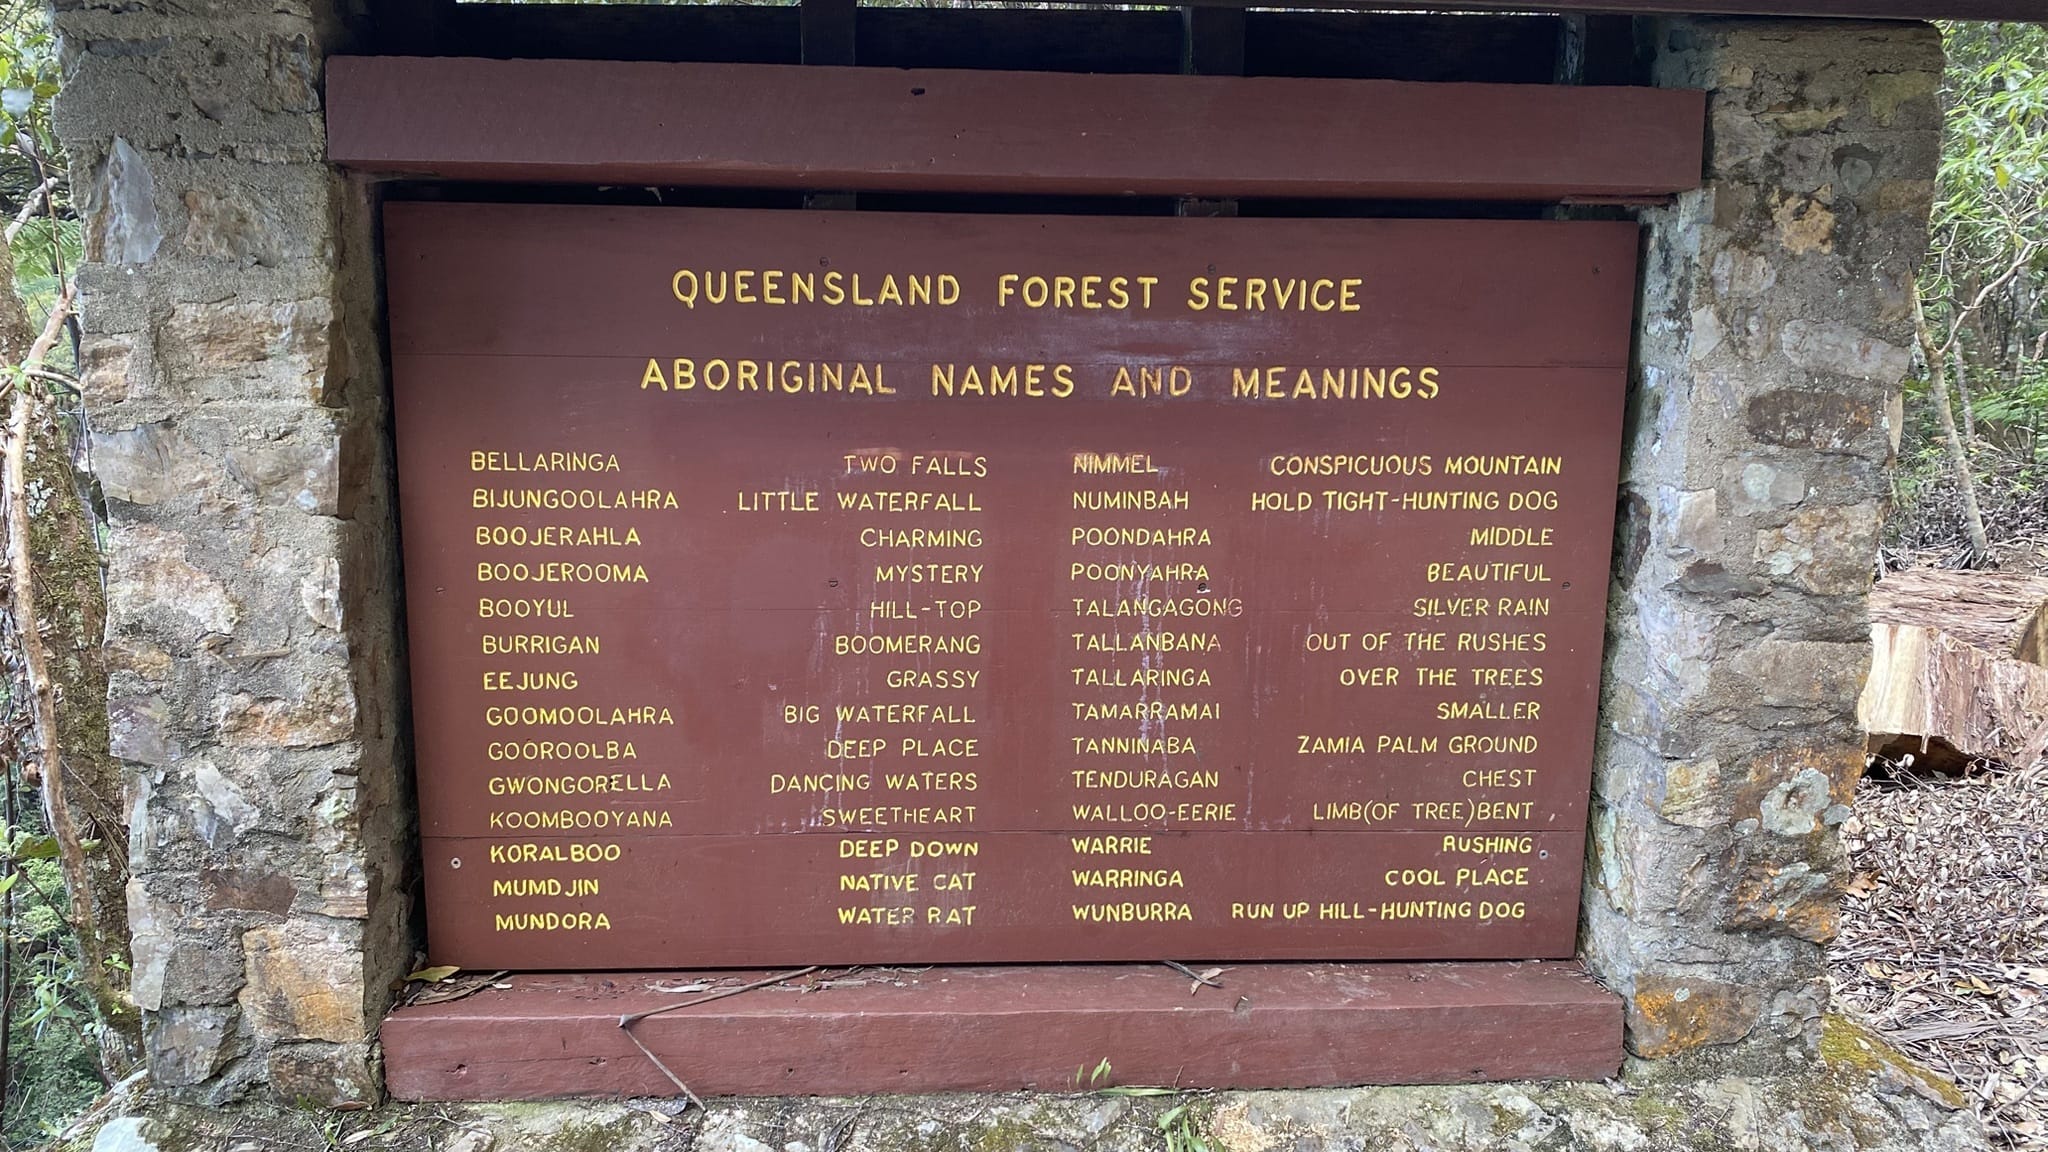 QUEENSLAND FOREST SERVICE
ABORIGINAL NAMES AND MEANINGS
BELLARINGA TWO FALLS
BIJUNGOOLAHRA LITTLE WATERFALL
BOOJERAHLA CHARMING
BOOJEROOMA MYSTERY
BOOYUL HILL-TOP
BURRIGAN BOOMERANG
EEJUNG GRASSY
GOOMOOLAHRA BIG WATERFALL
GOOROOLBA DEEP PLACE
GWONGORELLA DANCING WATERS
KOOMBOOYANA SWEETHEART
KORALBOO DEEP DOWN
MUMDJIN NATIVE CAT
MUNDORA WATER RAT
NIMMEL CONSPICUOUS MOUNTAIN
NUMINBAH HOLD TIGHT-HUNTING DOG
POONDAHRA MIDDLE
POONYAHRA BEAUTIFUL
TALANGAGONG SILVER RAIN
TALLANBANA OUT OF THE RUSHES
TALLARINGA OVER THE TREES
TAMARRAMAI SMALLER
TANNINABA ZAMIA PALM GROUND
TENDURAGAN CHEST
WALLOO-EERIE LIMB(OF TREE)BENT
WARRIE RUSHING
WARRINGA COOL PLACE
WUNBURRA RUN UP HILL-HUNTING DOG